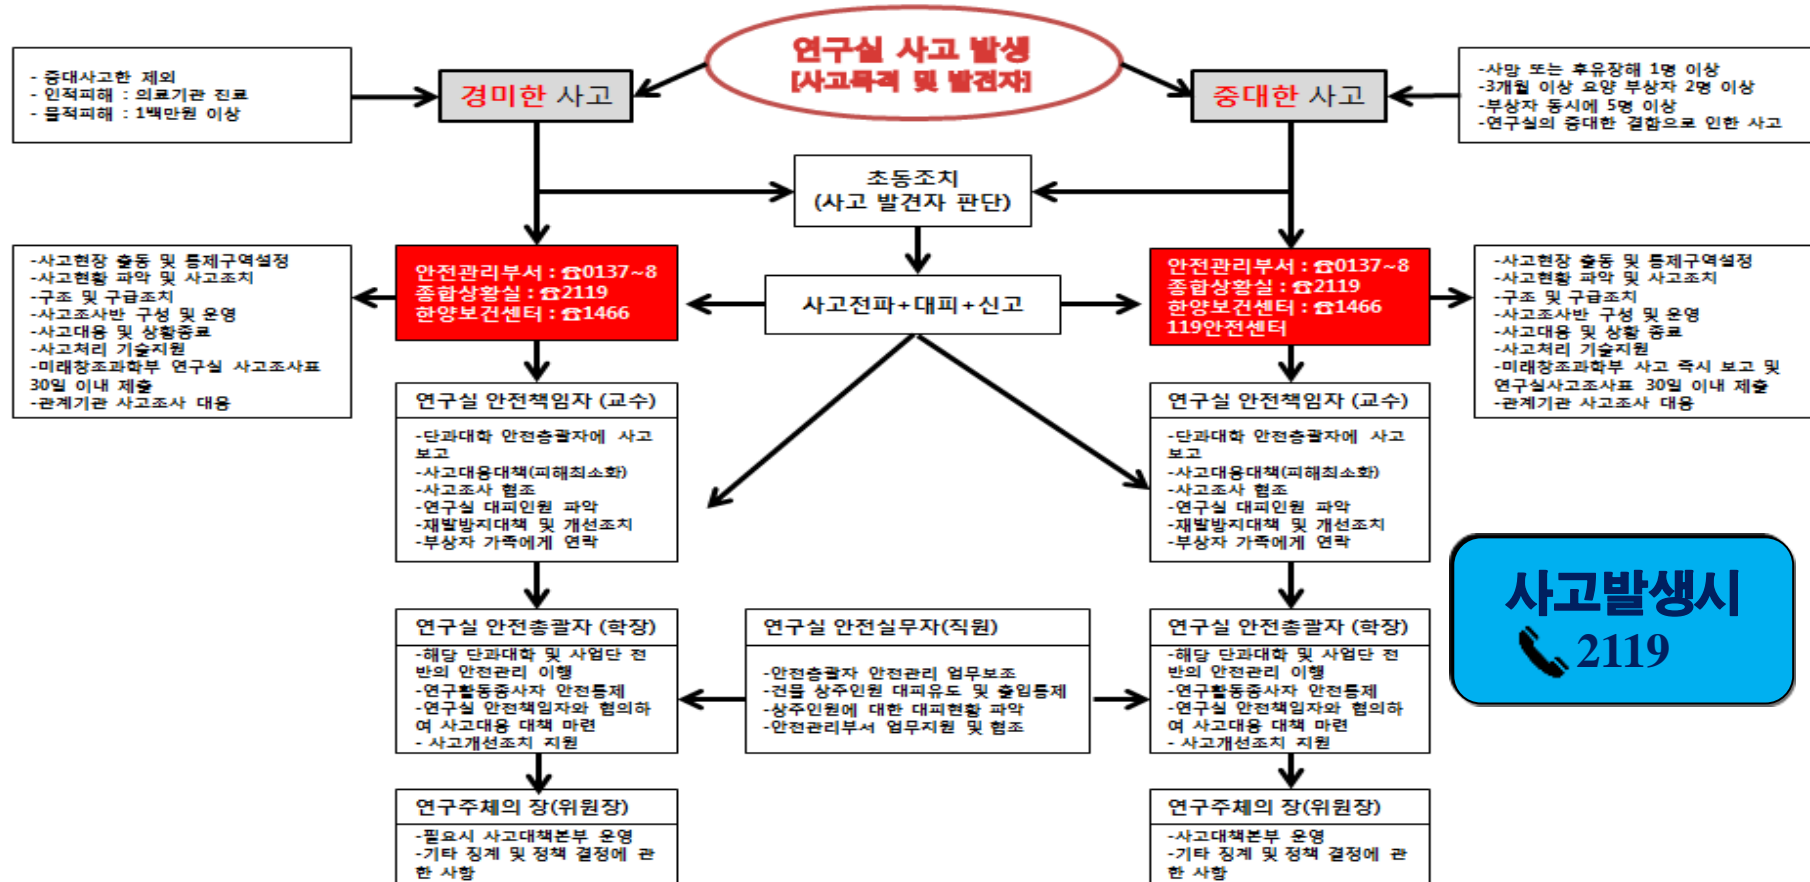 연구실 사고 발생
[사고목격 및 발견자]
- 중대사고한 제외
- 인적피해 : 의료기관 진료
- 물적피해 : 1백만원 이상
경미한 사고
중대한 사고
-사망 또는 후유장해 1명 이상
-3개월 이상 요양 부상자 2명 이상
-부상자 동시에 5명 이상
-연구실의 중대한 결함으로 인한 사고
초동조치
(사고 발견자 판단)
-사고현장 출동 및 통제구역설정
-사고현황 파악 및 사고조치
-구조 및 구급조치
-사고조사반 구성 및 운영
-사고대응 및 상황종료
-사고처리 기술지원
-미래창조과학부 연구실 사고조사표
30일 이내 제출
-관계기관 사고조사 대응
안전관리부서 : ☎0137~8
종합상황실 : ☎2119
한양보건센터 : ☎1466
사고전파+대피+신고
안전관리부서 : ☎0137~8
종합상황실 : ☎2119
한양보건센터 : ☎1466
119안전센터
-사고현장 출동 및 통제구역설정
-사고현황 파악 및 사고조치
-구조 및 구급조치
-사고조사반 구성 및 운영
-사고대응 및 상황 종료
-사고처리 기술지원
-미래창조과학부 사고 즉시 보고 및
연구실사고조사표 30일 이내 제출
-관계기관 사고조사 대응
연구실 안전책임자 (교수)
-단과대학 안전총괄자에 사고
보고
-사고대응대책(피해최소화)
-사고조사 협조
-연구실 대피인원 파악
-재발방지대책 및 개선조치
-부상자 가족에게 연락
연구실 안전책임자 (교수)
-단과대학 안전총괄자에 사고
보고
-사고대응대책(피해최소화)
-사고조사 협조
-연구실 대피인원 파악
-재발방지대책 및 개선조치
-부상자 가족에게 연락
사고발생시
2119
연구실 안전총괄자 (학장)
-해당 단과대학 및 사업단 전
반의 안전관리 이행
-연구활동종사자 안전통제
-연구실 안전책임자와 협의하
여 사고대응 대책 마련
- 사고개선조치 지원
연구실 안전실무자(직원)
-안전총괄자 안전관리 업무보조
-건물 상주인원 대피유도 및 출입통제
-상주인원에 대한 대피현황 파악
-안전관리부서 업무지원 및 협조
연구실 안전총괄자 (학장)
-해당 단과대학 및 사업단 전
반의 안전관리 이행
-연구활동종사자 안전통제
-연구실 안전책임자와 협의하
여 사고대응 대책 마련
- 사고개선조치 지원
연구주체의 장(위원장)
-필요시 사고대책본부 운영
-기타 징계 및 정책 결정에 관
한 사항
연구주체의 장(위원장)
-사고대책본부 운영
-기타 징계 및 정책 결정에 관
한 사항